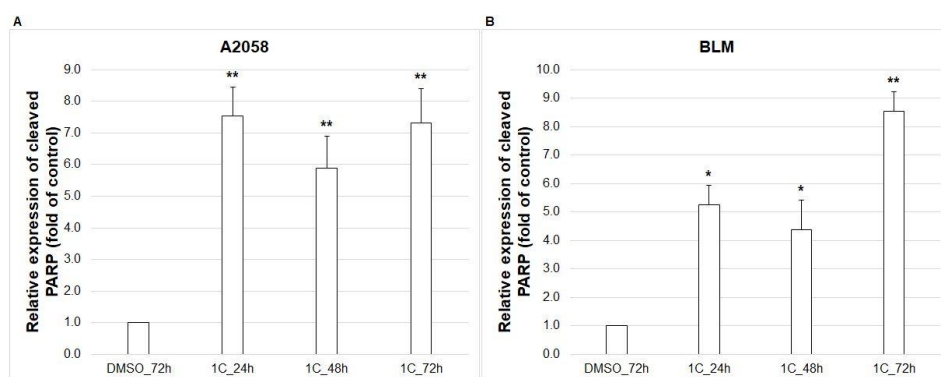 A
A2058
Relative expression of cleaved
PARP (fold of control)
9.0
8.0
7.0
6.0
5.0
4.0
3.0
2.0
1.0
0.0
**
**
**
DMSO_72h 1C_24h 1C_48h 1C_72h
B
BLM
Relative expression of cleaved
PARP (fold of control)
10.0
9.0
8.0
7.0
6.0
5.0
4.0
3.0
2.0
1.0
0.0
*
*
**
DMSO_72h 1C_24h 1C_48h 1C_72h